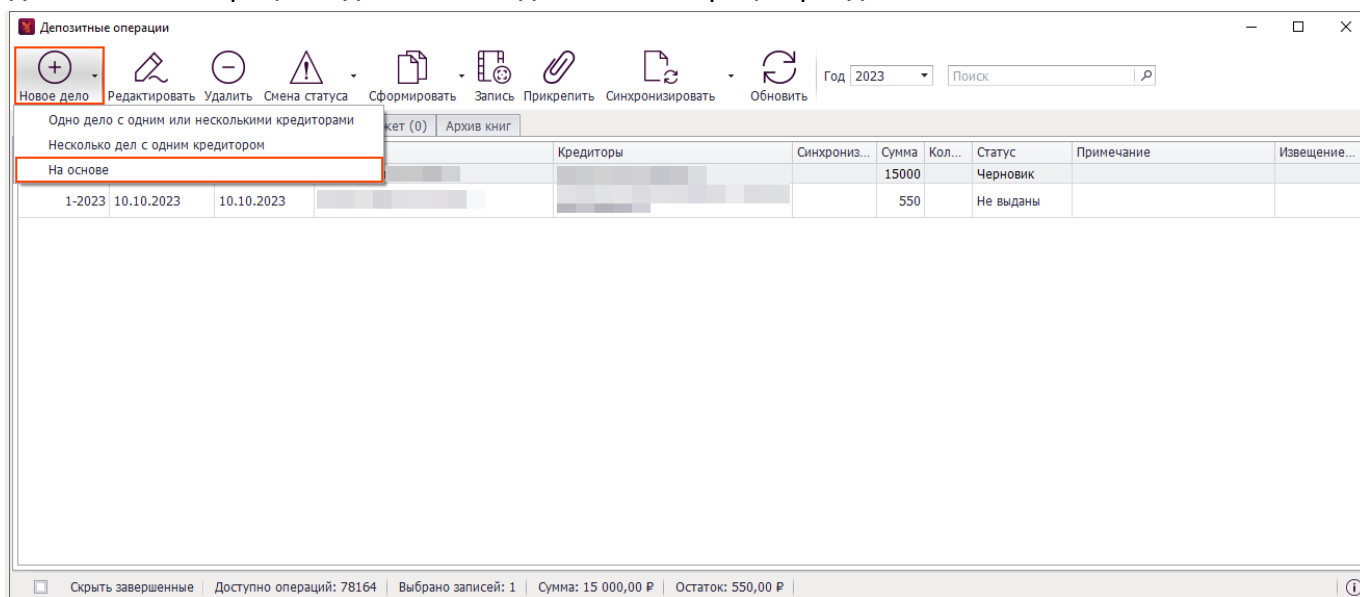 Депозитные операции
Новое дело Редактировать Удалить Смена статуса Сформировать Запись Прикрепить Синхронизировать Обновить Год 2023 Поиск
Одно дело с одним или несколькими кредиторами
Несколько дел с одним кредитором
На основе
(0) Архив книг
Кредиторы Синхрониз... Сумма Кол... Статус Примечание Извещение...
15000 Черновик
1-2023 10.10.2023 10.10.2023 550 Не выданы
Скрыть завершенные Доступно операций: 78164 Выбрано записей: 1 Сумма: 15 000,00 ₽ Остаток: 550,00 ₽